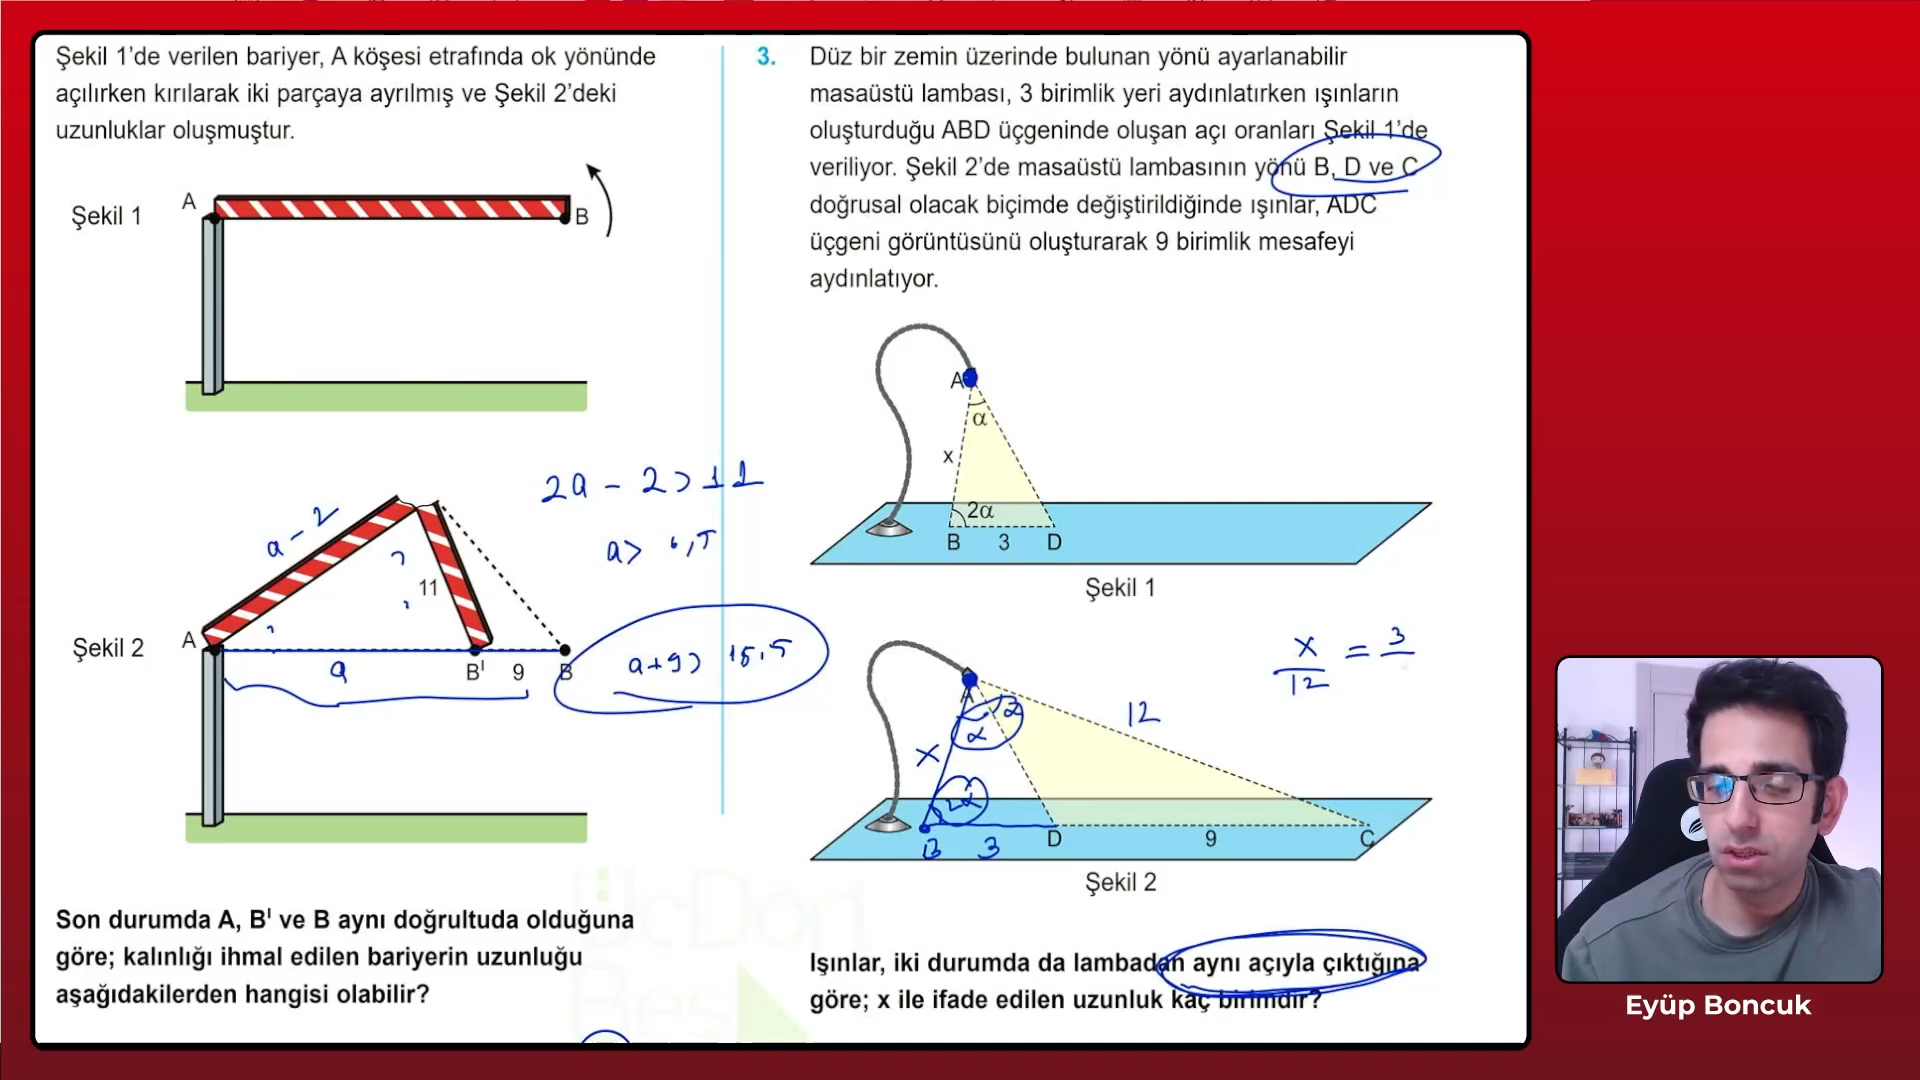 Şekil 1'de verilen bariyer, A köşesi etrafında ok yönünde
açılırken kırılarak iki parçaya ayrılmış ve Şekil 2'deki
uzunluklar oluşmuştur.
Şekil 1
A
B
a - 2
2a - 2 > 11
a >
11
Şekil 2
A
a
B' 9 B
a + 9 > 15,5
Son durumda A, B' ve B aynı doğrultuda olduğuna
göre; kalınlığı ihmal edilen bariyerin uzunluğu
aşağıdakilerden hangisi olabilir?
3. Düz bir zemin üzerinde bulunan yönü ayarlanabilir
masaüstü lambası, 3 birimlik yeri aydınlatırken ışınların
oluşturduğu ABD üçgeninde oluşan açı oranları Şekil 1'de
veriliyor. Şekil 2'de masaüstü lambasının yönü B, D ve C
doğrusal olacak biçimde değiştirildiğinde ışınlar, ADC
üçgeni görüntüsünü oluşturarak 9 birimlik mesafeyi
aydınlatıyor.
A
α
x
2α
B 3 D
Şekil 1
x/12 = 3
A
α
α
12
x
2α
B 3 D 9 C
Şekil 2
Işınlar, iki durumda da lambadan aynı açıyla çıktığına
göre; x ile ifade edilen uzunluk kaç birimdir?
ÜçDört
Beş
Eyüp Boncuk